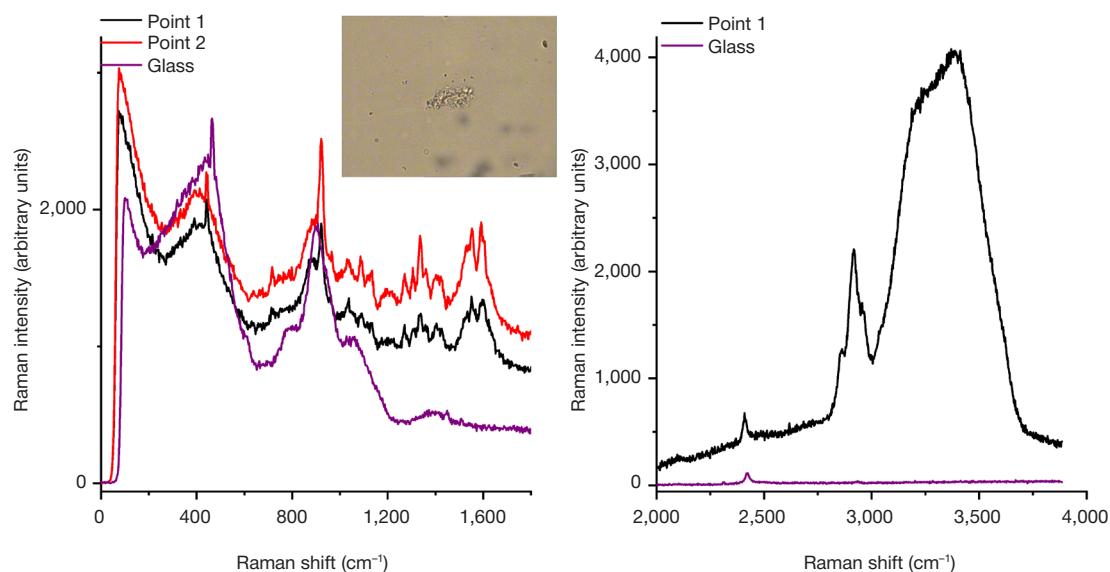 Point 1
Point 2
Glass
2,000
0
0
400
800
1,200
1,600
Raman intensity (arbitrary units)
Raman shift (cm⁻¹)
Point 1
Glass
4,000
3,000
2,000
1,000
0
2,000
2,500
3,000
3,500
4,000
Raman intensity (arbitrary units)
Raman shift (cm⁻¹)